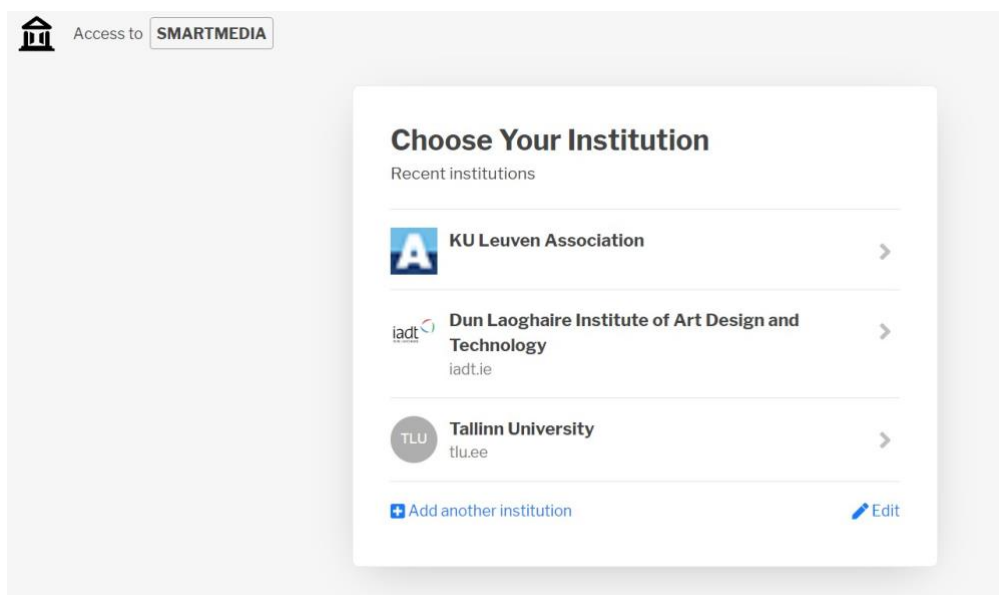 Access to SMARTMEDIA
Choose Your Institution
Recent institutions
A
KU Leuven Association
iadt
Dun Laoghaire Institute of Art Design and
Technology
iadt.ie
TLU
Tallinn University
tlu.ee
Add another institution
Edit